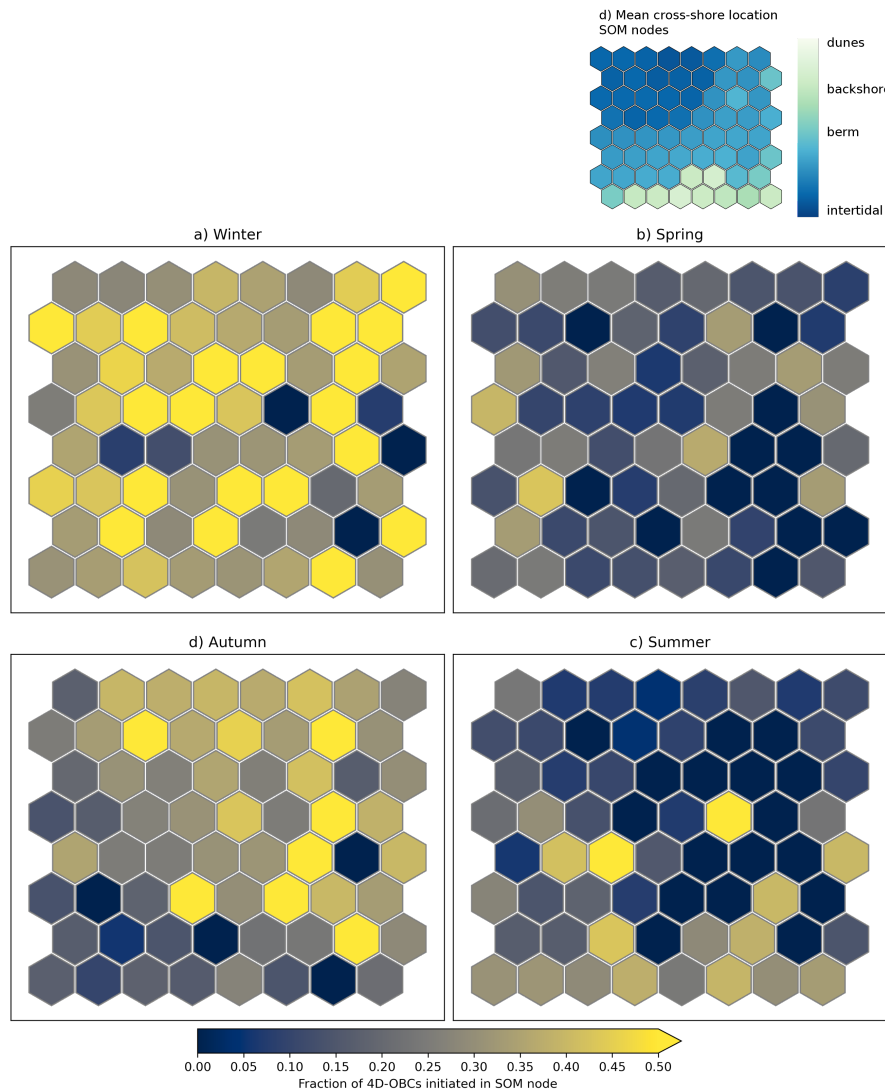 d) Mean cross-shore location
SOM nodes
dunes
backshore
berm
intertidal
a) Winter
b) Spring
d) Autumn
c) Summer
0.00 0.05 0.10 0.15 0.20 0.25 0.30 0.35 0.40 0.45 0.50
Fraction of 4D-OBCs initiated in SOM node